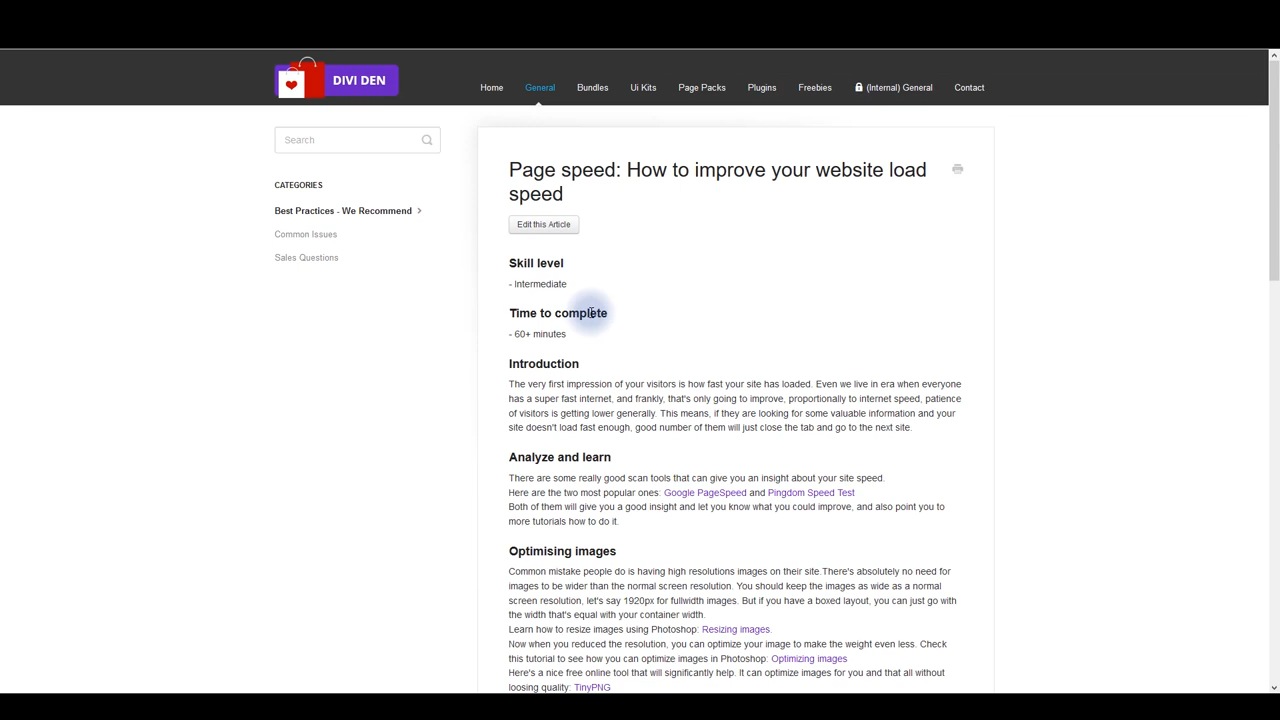 DIVI DEN
Home General Bundles Ui Kits Page Packs Plugins Freebies (Internal) General Contact
Search
CATEGORIES
Best Practices - We Recommend
Common Issues
Sales Questions
Page speed: How to improve your website load
speed
Edit this Article
Skill level
- Intermediate
Time to complete
- 60+ minutes
Introduction
The very first impression of your visitors is how fast your site has loaded. Even we live in era when everyone
has a super fast internet, and frankly, that's only going to improve, proportionally to internet speed, patience
of visitors is getting lower generally. This means, if they are looking for some valuable information and your
site doesn't load fast enough, good number of them will just close the tab and go to the next site.
Analyze and learn
There are some really good scan tools that can give you an insight about your site speed.
Here are the two most popular ones: Google PageSpeed and Pingdom Speed Test
Both of them will give you a good insight and let you know what you could improve, and also point you to
more tutorials how to do it.
Optimising images
Common mistake people do is having high resolutions images on their site.There's absolutely no need for
images to be wider than the normal screen resolution. You should keep the images as wide as a normal
screen resolution, let's say 1920px for fullwidth images. But if you have a boxed layout, you can just go with
the width that's equal with your container width.
Learn how to resize images using Photoshop: Resizing images.
Now when you reduced the resolution, you can optimize your image to make the weight even less. Check
this tutorial to see how you can optimize images in Photoshop: Optimizing images
Here's a nice free online tool that will significantly help. It can optimize images for you and that all without
loosing quality: TinyPNG